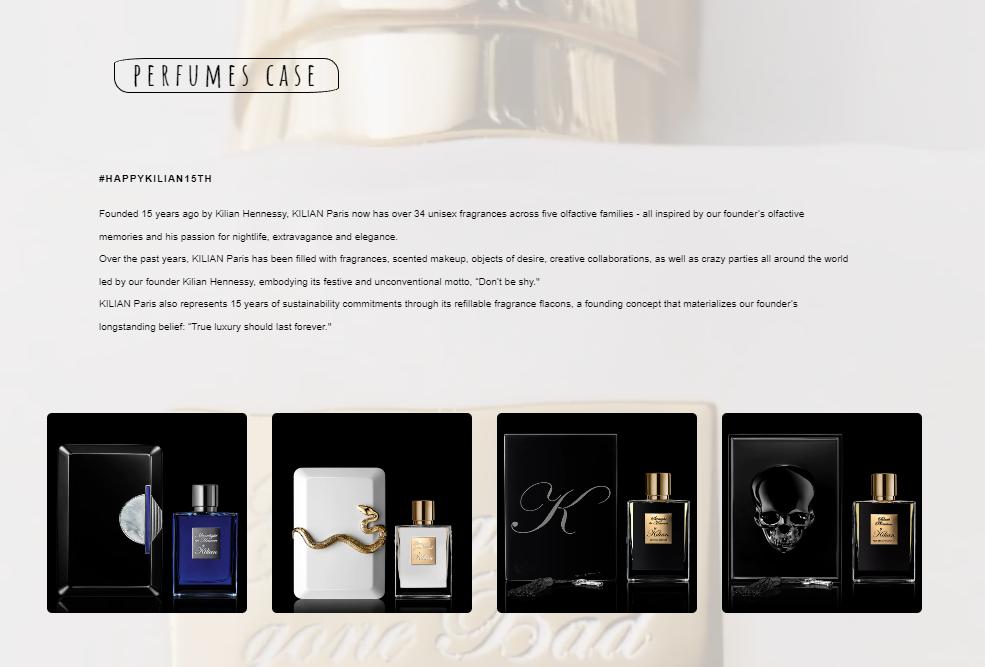 PERFUMES CASE
#HAPPYKILIAN15TH
Founded 15 years ago by Kilian Hennessy, KILIAN Paris now has over 34 unisex fragrances across five olfactive families - all inspired by our founder's olfactive
memories and his passion for nightlife, extravagance and elegance.
Over the past years, KILIAN Paris has been filled with fragrances, scented makeup, objects of desire, creative collaborations, as well as crazy parties all around the world
led by our founder Kilian Hennessy, embodying its festive and unconventional motto, "Don't be shy."
KILIAN Paris also represents 15 years of sustainability commitments through its refillable fragrance flacons, a founding concept that materializes our founder's
longstanding belief: "True luxury should last forever."
K
Kilian
Kilian
Kilian
Kilian
gone Bad